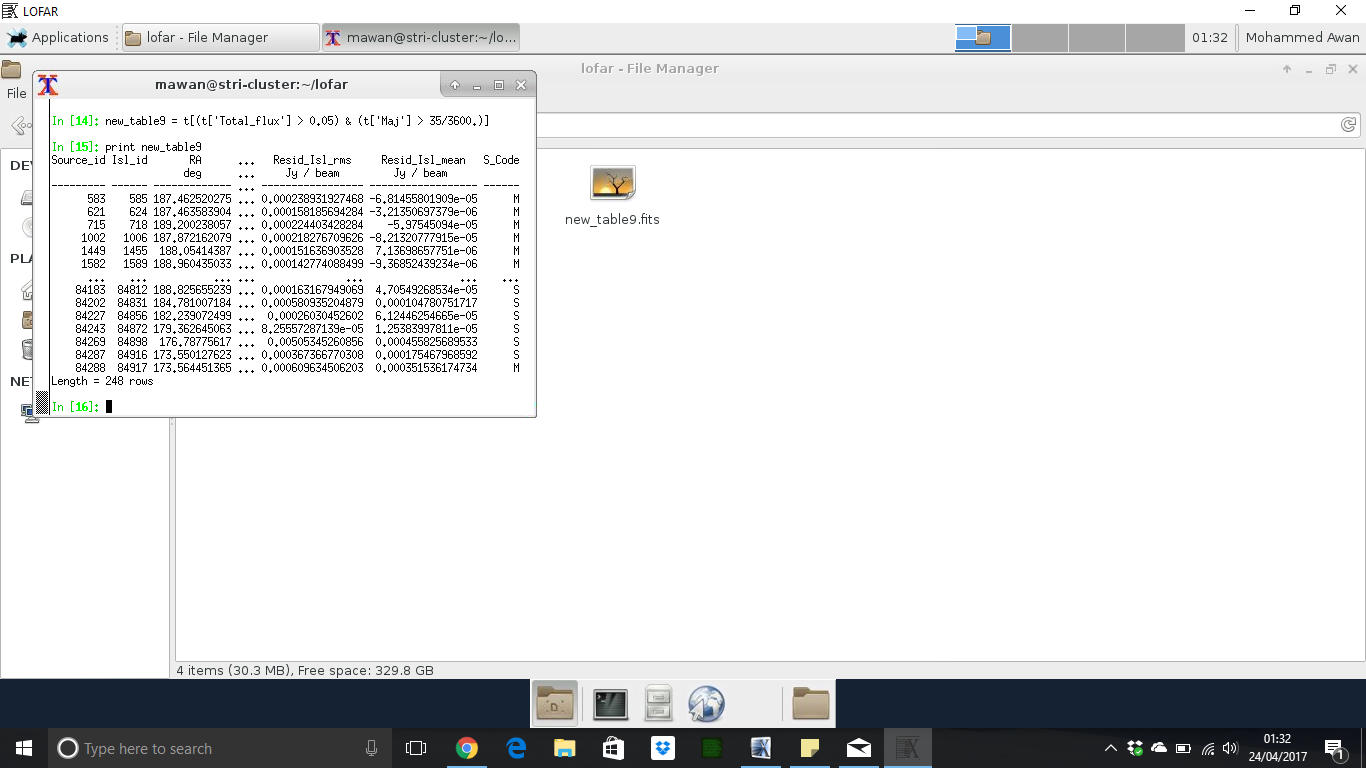 LOFAR
Applications
lofar - File Manager
mawan@stri-cluster:~/lo...
01:32
Mohammed Awan
lofar - File Manager
File
mawan@stri-cluster:~/lofar
In [14]: new_table9 = t[(t['Total_flux'] > 0.05) & (t['Maj'] > 35/3600.)]
In [15]: print new_table9
Source_id Isl_id RA ... Resid_Isl_rms Resid_Isl_mean S_Code
deg ... Jy / beam Jy / beam
--------- ------ ------------- ... --------------- ---------------- ------
583 585 187.462520275 ... 0.000238931927468 -6.81455801909e-05 M
621 624 187.463583904 ... 0.000158185694284 -3.21350697379e-06 M
715 718 189.200238057 ... 0.000224403428284 -5.97545094e-05 M
1002 1006 187.872162079 ... 0.000218276709626 -8.21320777915e-06 M
1449 1455 188.05414387 ... 0.000151636903528 7.13698657751e-06 M
1582 1589 188.960435033 ... 0.000142774088499 -9.36852439234e-06 M
... ... ... ... ... ... ...
84183 84812 188.825655239 ... 0.000163167949069 4.70549268534e-05 S
84202 84831 184.781007184 ... 0.000580935204879 0.000104780751717 S
84227 84856 182.239072499 ... 0.00026030452602 6.12446254665e-05 S
84243 84872 179.362645063 ... 8.25557287139e-05 1.25383997811e-05 S
84269 84898 176.78775617 ... 0.00505345260856 0.000455825689533 S
84287 84916 173.550127623 ... 0.000367366770308 0.000175467968592 S
84288 84917 173.564451365 ... 0.000609634506203 0.000351536174734 M
Length = 248 rows
In [16]:
DE
PL
NE
new_table9.fits
4 items (30.3 MB), Free space: 329.8 GB
Type here to search
01:32
24/04/2017
1